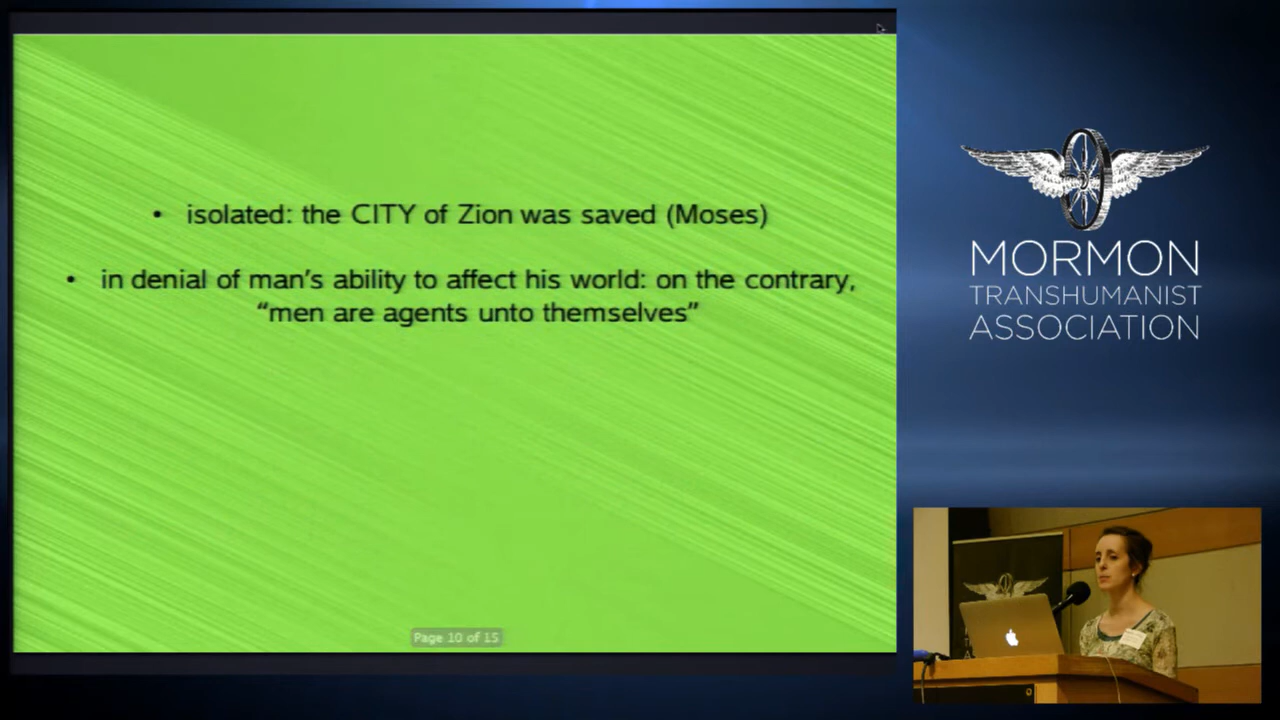 • isolated: the CITY of Zion was saved (Moses)
• in denial of man's ability to affect his world: on the contrary,
“men are agents unto themselves”
Page 10 of 15
MORMON
TRANSHUMANIST
ASSOCIATION